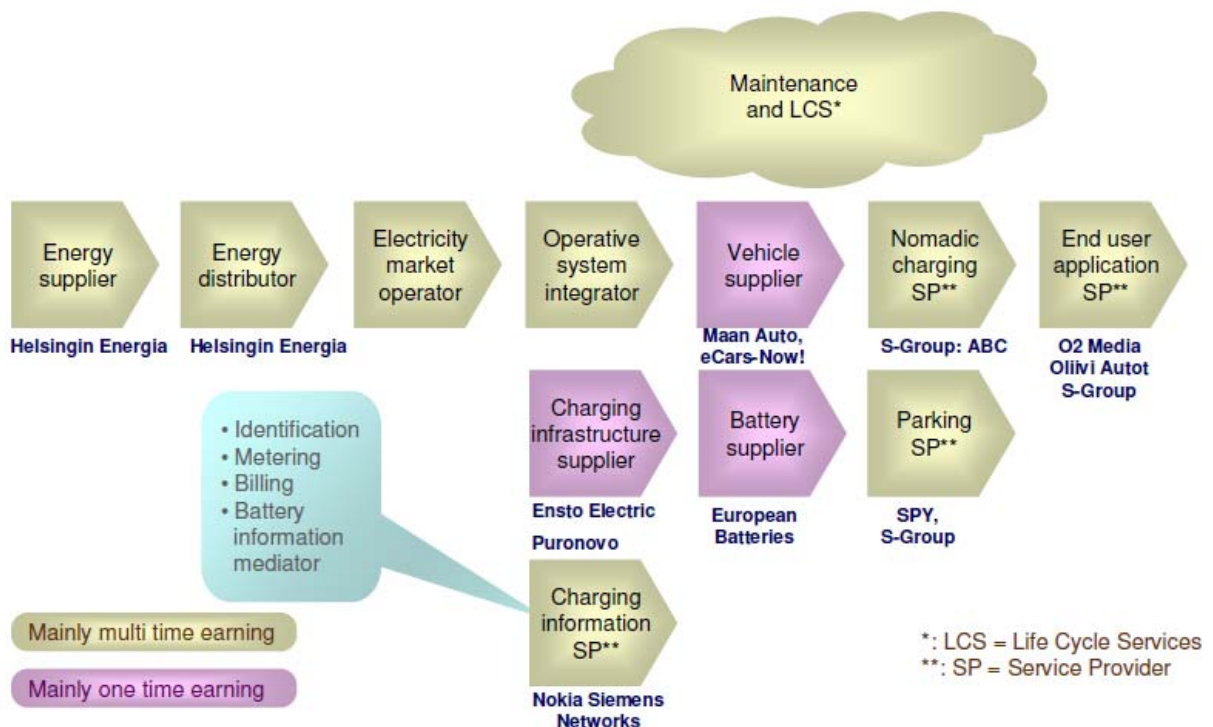 Maintenance
and LCS*
Energy
supplier
Helsingin Energia
Energy
distributor
Helsingin Energia
Electricity
market
operator
Operative
system
integrator
Vehicle
supplier
Maan Auto,
eCars-Now!
Nomadic
charging
SP**
S-Group: ABC
End user
application
SP**
O2 Media
Oliivi Autot
S-Group
• Identification
• Metering
• Billing
• Battery
information
mediator
Charging
infrastructure
supplier
Ensto Electric
Puronovo
Battery
supplier
European
Batteries
Parking
SP**
SPY,
S-Group
Charging
information
SP**
Nokia Siemens
Networks
Mainly multi time earning
Mainly one time earning
*: LCS = Life Cycle Services
**: SP = Service Provider